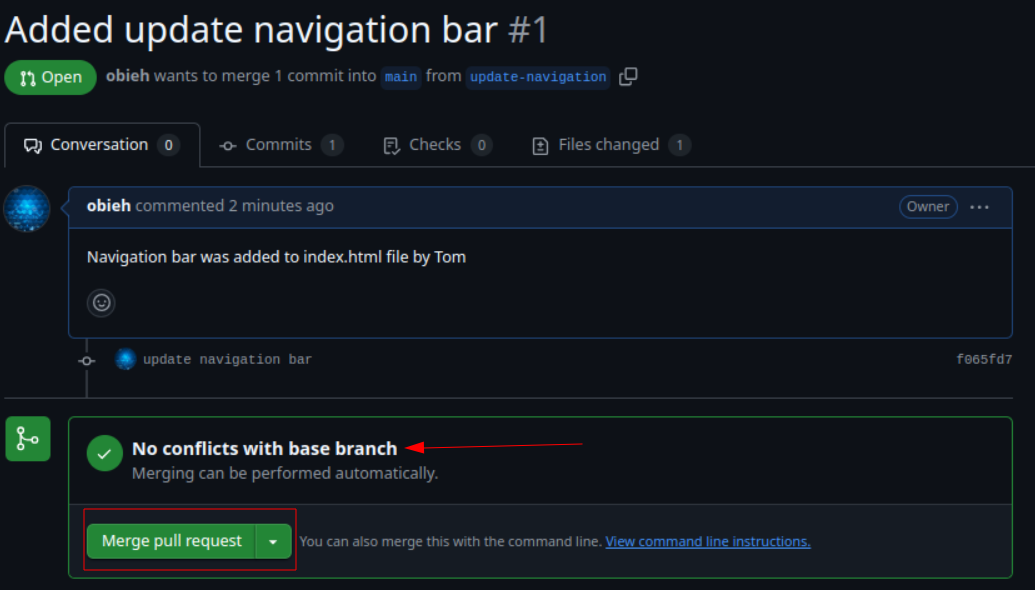 Added update navigation bar #1
Open obieh wants to merge 1 commit into main from update-navigation
Conversation 0 Commits 1 Checks 0 Files changed 1
obieh commented 2 minutes ago Owner
Navigation bar was added to index.html file by Tom
update navigation bar f065fd7
No conflicts with base branch
Merging can be performed automatically.
Merge pull request You can also merge this with the command line. View command line instructions.